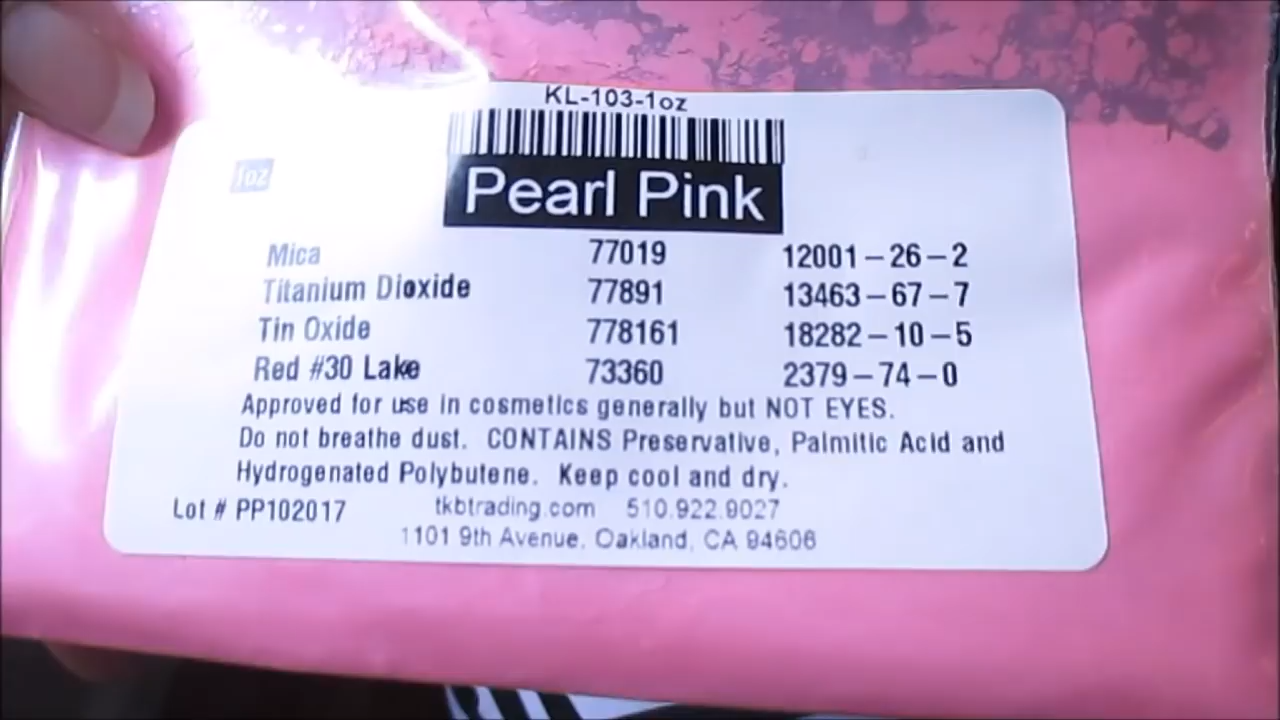 KL-103-1oz
1oz
Pearl Pink
Mica 77019 12001-26-2
Titanium Dioxide 77891 13463-67-7
Tin Oxide 778161 18282-10-5
Red #30 Lake 73360 2379-74-0
Approved for use in cosmetics generally but NOT EYES.
Do not breathe dust. CONTAINS Preservative, Palmitic Acid and
Hydrogenated Polybutene. Keep cool and dry.
Lot # PP102017 tkbtrading.com 510.922.9027
1101 9th Avenue, Oakland, CA 94606